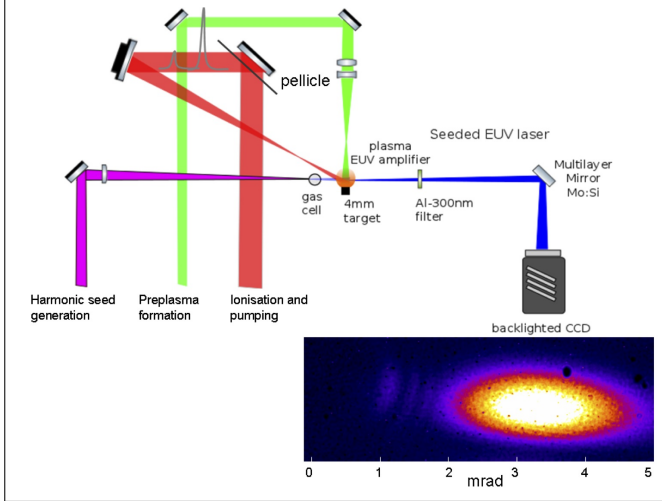 pellicle
plasma
EUV amplifier
Seeded EUV laser
Multilayer
Mirror
Mo:Si
gas
cell
4mm
target
Al-300nm
filter
Harmonic seed
generation
Preplasma
formation
Ionisation and
pumping
backlighted CCD
0 1 2 3 4 5
mrad